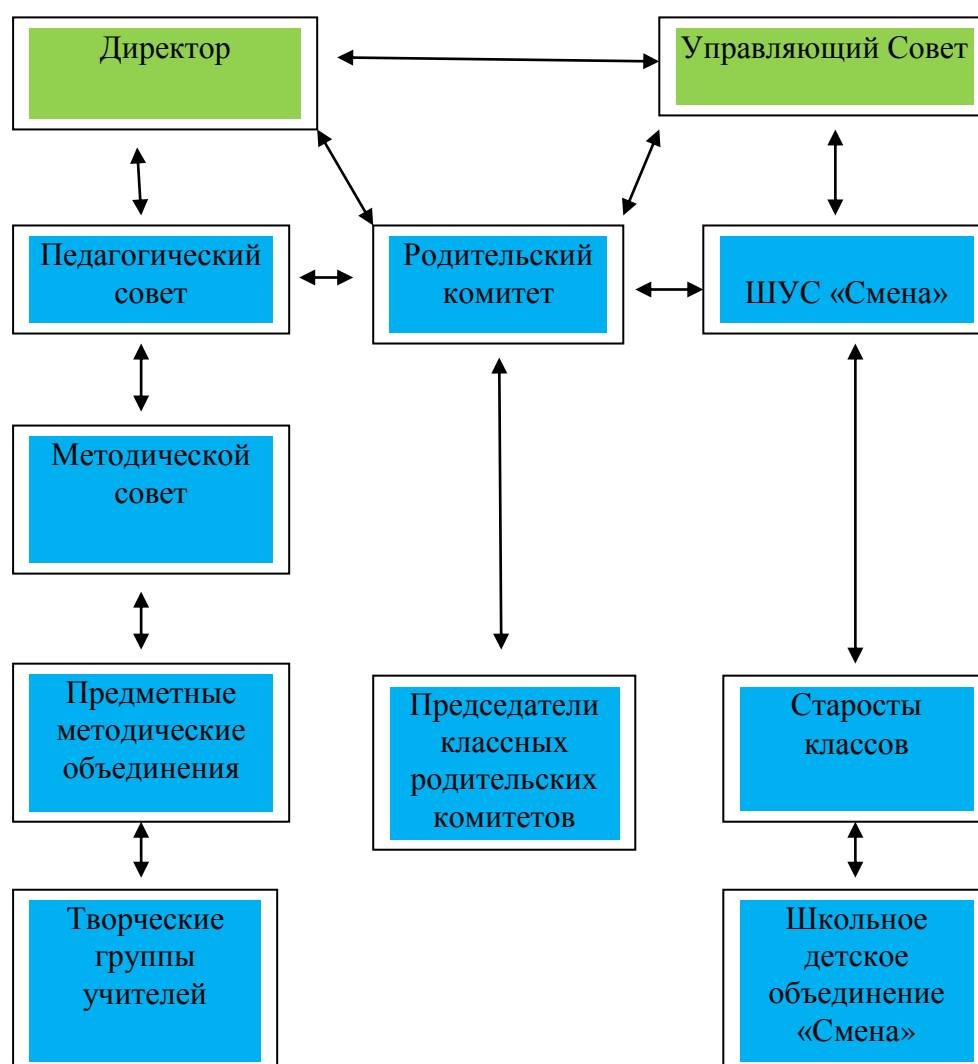 Директор
Управляющий Совет
Педагогический
совет
Родительский
комитет
ШУС «Смена»
Методической
совет
Предметные
методические
объединения
Председатели
классных
родительских
комитетов
Старосты
классов
Творческие
группы
учителей
Школьное
детское
объединение
«Смена»